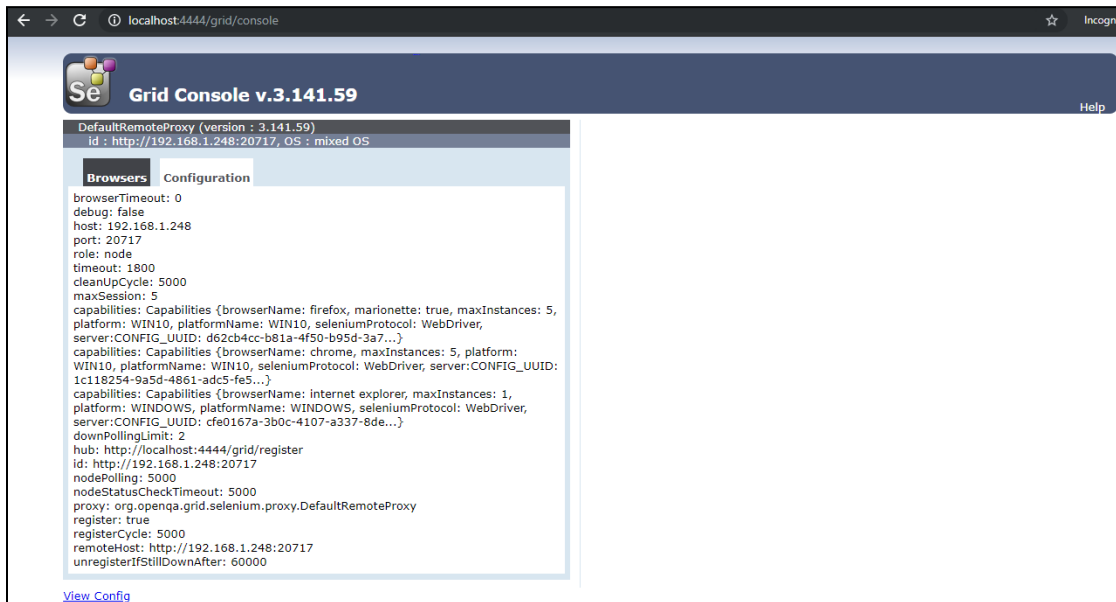 localhost:4444/grid/console
Incogn
Se
Grid Console v.3.141.59
Help
DefaultRemoteProxy (version : 3.141.59)
id : http://192.168.1.248:20717, OS : mixed OS
Browsers Configuration
browserTimeout: 0
debug: false
host: 192.168.1.248
port: 20717
role: node
timeout: 1800
cleanUpCycle: 5000
maxSession: 5
capabilities: Capabilities {browserName: firefox, marionette: true, maxInstances: 5,
platform: WIN10, platformName: WIN10, seleniumProtocol: WebDriver,
server:CONFIG_UUID: d62cb4cc-b81a-4f50-b95d-3a7...}
capabilities: Capabilities {browserName: chrome, maxInstances: 5, platform:
WIN10, platformName: WIN10, seleniumProtocol: WebDriver, server:CONFIG_UUID:
1c118254-9a5d-4861-adc5-fe5...}
capabilities: Capabilities {browserName: internet explorer, maxInstances: 1,
platform: WINDOWS, platformName: WINDOWS, seleniumProtocol: WebDriver,
server:CONFIG_UUID: cfe0167a-3b0c-4107-a337-8de...}
downPollingLimit: 2
hub: http://localhost:4444/grid/register
id: http://192.168.1.248:20717
nodePolling: 5000
nodeStatusCheckTimeout: 5000
proxy: org.openqa.grid.selenium.proxy.DefaultRemoteProxy
register: true
registerCycle: 5000
remoteHost: http://192.168.1.248:20717
unregisterIfStillDownAfter: 60000
View Config